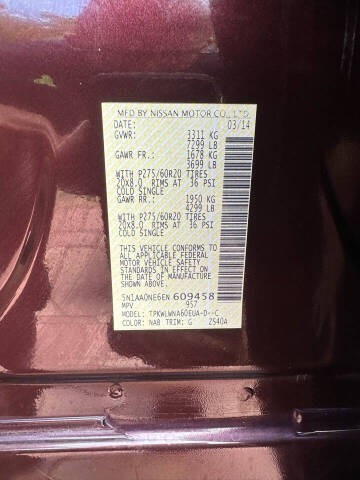 MFD BY NISSAN MOTOR CO., LTD.
DATE: 03/14
GVWR: 3311 KG
7299 LB
GAWR FR.: 1678 KG
3699 LB
WITH P275/60R20 TIRES
20x8.0 RIMS AT 36 PSI
COLD SINGLE
GAWR RR.: 1950 KG
4299 LB
WITH P275/60R20 TIRES
20x8.0 RIMS AT 36 PSI
COLD SINGLE
THIS VEHICLE CONFORMS TO
ALL APPLICABLE FEDERAL
MOTOR VEHICLE SAFETY
STANDARDS IN EFFECT ON THE
DATE OF MANUFACTURE
SHOWN ABOVE.
5N1AA0NE6EN 609458
MPV 957
MODEL: TPKWLWNA60EUA-D--C
COLOR: NAB TRIM: G 2S40A